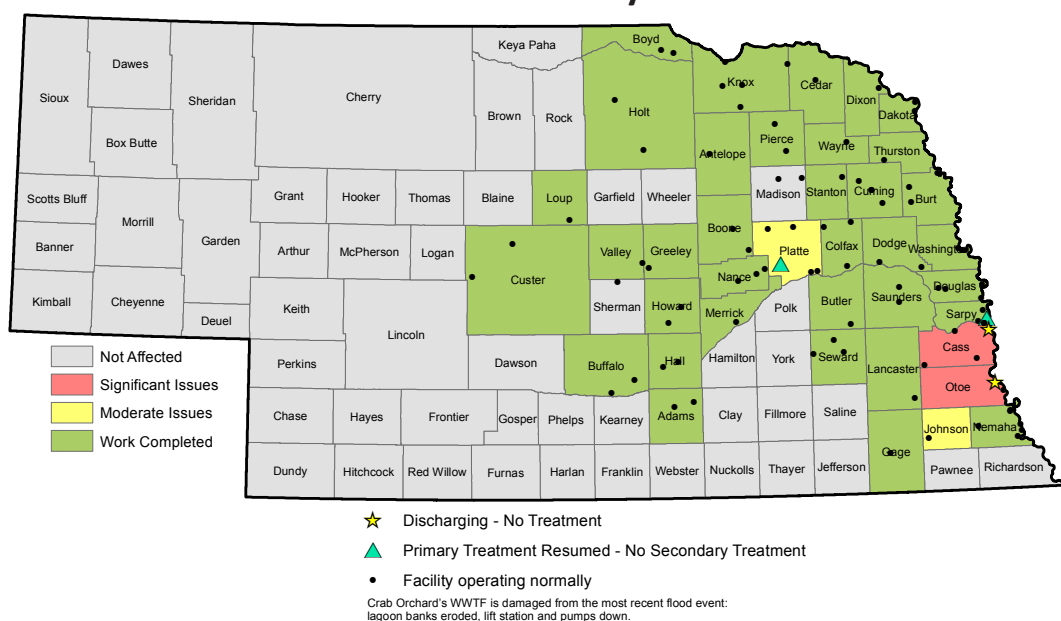 Boyd
Keya Paha
Dawes
Knox
Cedar
Sioux
Sheridan
Cherry
Dixon
Holt
Dakota
Brown
Rock
Box Butte
Pierce
Wayne
Antelope
Thurston
Scotts Bluff
Grant
Hooker
Thomas
Blaine
Loup
Garfield
Wheeler
Madison
Stanton
Cuming
Burt
Morrill
Boone
Banner
Garden
Arthur
McPherson
Logan
Valley
Greeley
Platte
Colfax
Dodge
Washington
Custer
Nance
Kimball
Cheyenne
Keith
Sherman
Howard
Merrick
Polk
Butler
Saunders
Douglas
Deuel
Sarpy
Lincoln
Perkins
Dawson
Buffalo
Hall
Hamilton
York
Seward
Lancaster
Cass
Otoe
Chase
Hayes
Frontier
Gosper
Phelps
Kearney
Adams
Clay
Fillmore
Saline
Johnson
Nemaha
Gage
Dundy
Hitchcock
Red Willow
Furnas
Harlan
Franklin
Webster
Nuckolls
Thayer
Jefferson
Pawnee
Richardson
Not Affected
Significant Issues
Moderate Issues
Work Completed
Discharging - No Treatment
Primary Treatment Resumed - No Secondary Treatment
Facility operating normally
Crab Orchard's WWTF is damaged from the most recent flood event:
lagoon banks eroded, lift station and pumps down.